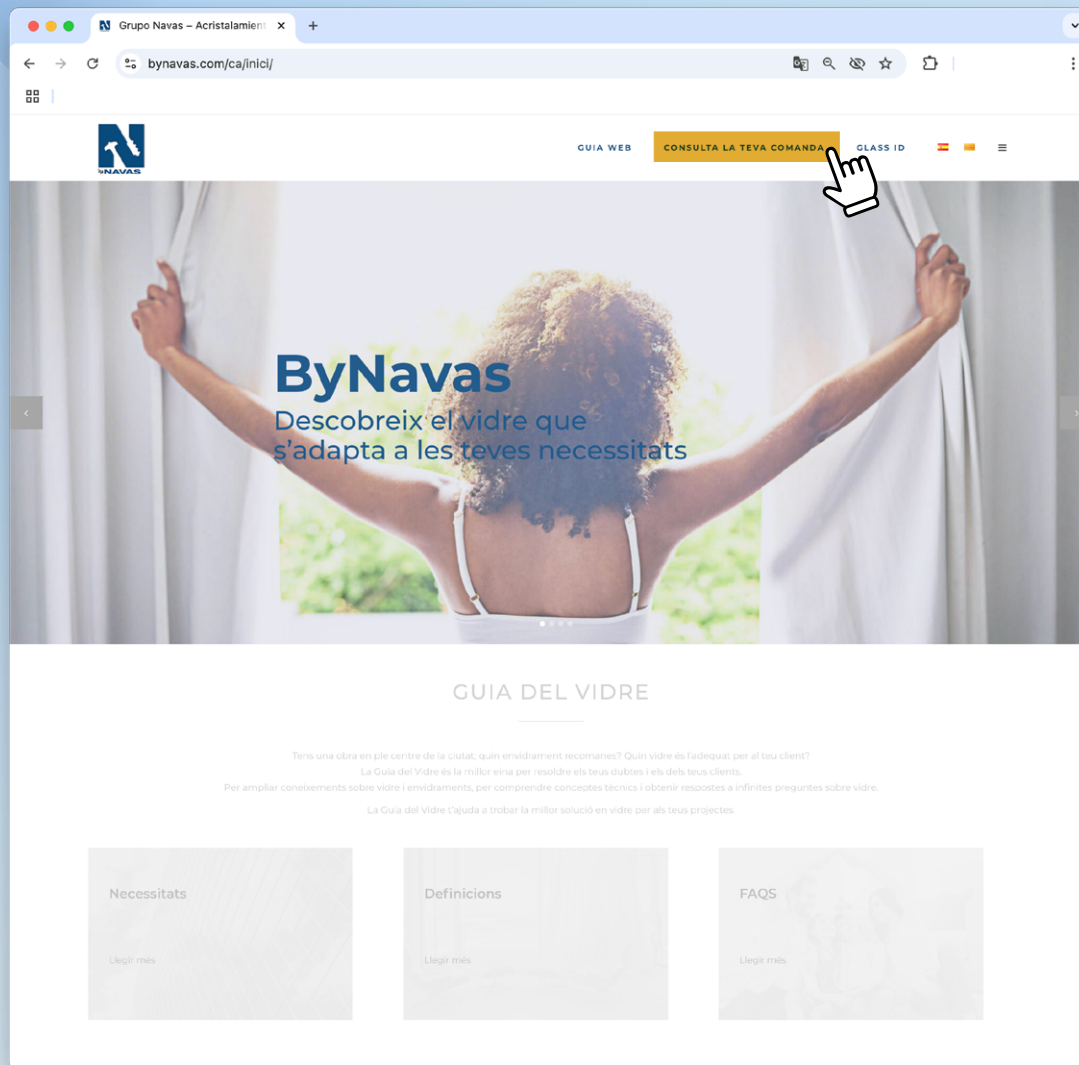 Grupo Navas – Acristalamient
bynavas.com/ca/inici/
N
byNAVAS
GUIA WEB
CONSULTA LA TEVA COMANDA
GLASS ID
ByNavas
Descobreix el vidre que
s'adapta a les teves necessitats
GUIA DEL VIDRE
Tens una obra en ple centre de la ciutat, quin envidrament recomanes? Quin vidre és l'adequat per al teu client?
La Guia del Vidre és la millor eina per resoldre els teus dubtes i els dels teus clients.
Per ampliar coneixements sobre vidre i envidraments, per comprendre conceptes tècnics i obtenir respostes a infinites preguntes sobre vidre.
La Guia del Vidre t'ajuda a trobar la millor solució en vidre per als teus projectes.
Necessitats
Definicions
FAQS
Llegir més
Llegir més
Llegir més